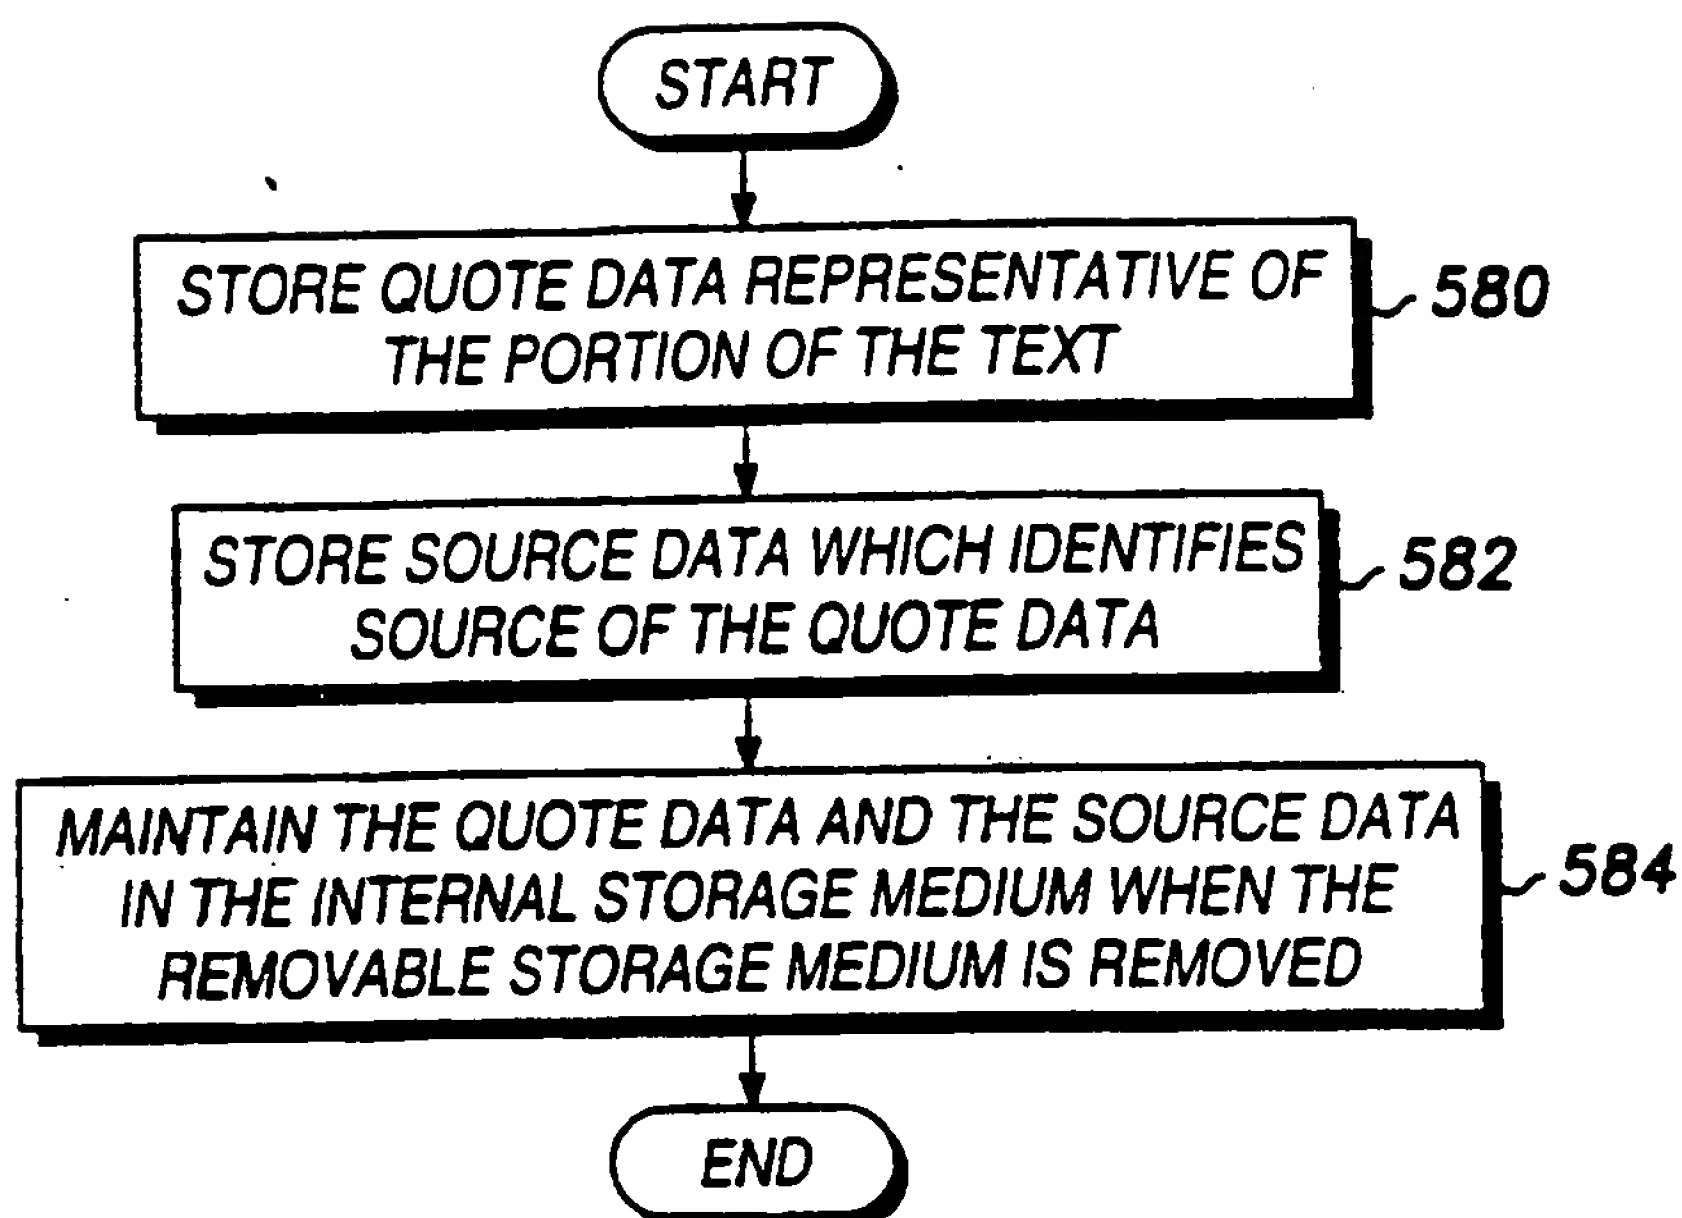 START
STORE QUOTE DATA REPRESENTATIVE OF
THE PORTION OF THE TEXT
580
STORE SOURCE DATA WHICH IDENTIFIES
SOURCE OF THE QUOTE DATA
582
MAINTAIN THE QUOTE DATA AND THE SOURCE DATA
IN THE INTERNAL STORAGE MEDIUM WHEN THE
REMOVABLE STORAGE MEDIUM IS REMOVED
584
END